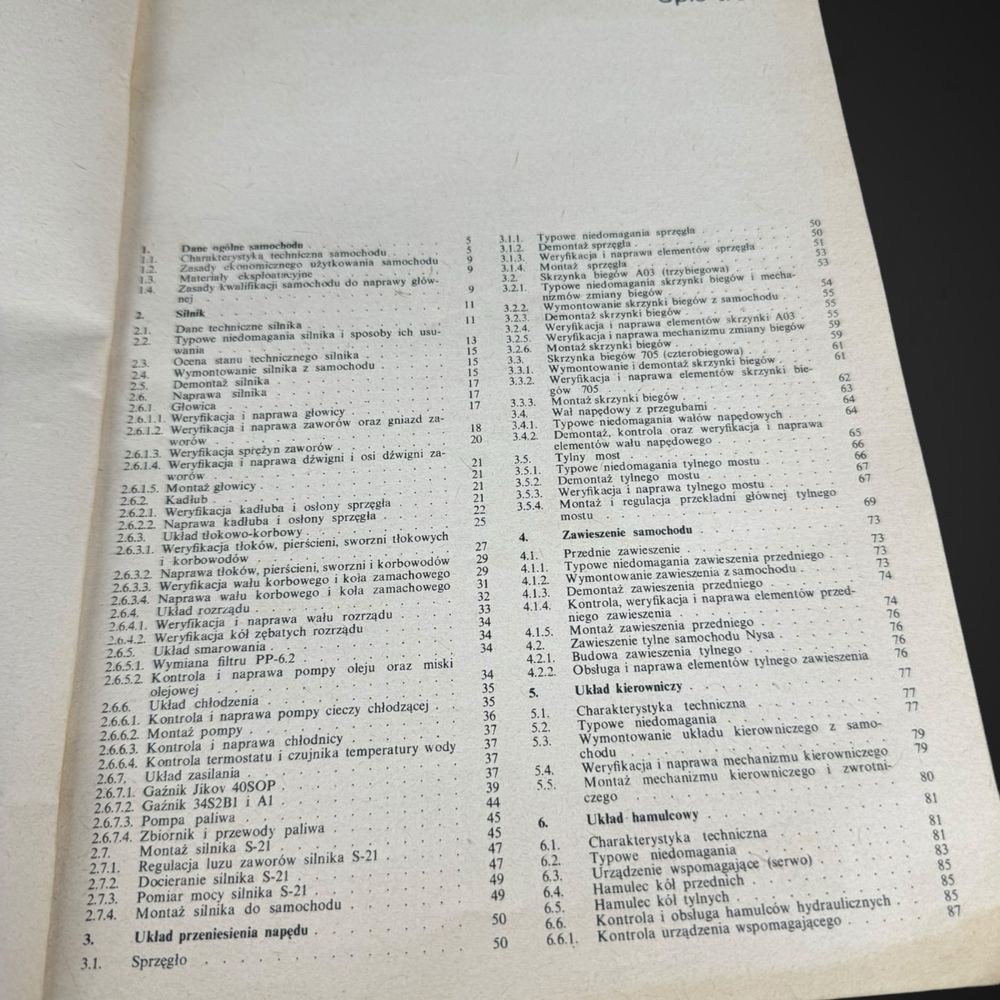 1. Dane ogólne samochodu . 5
1.1. Charakterystyka techniczna samochodu . 5
1.2. Zasady ekonomicznego użytkowania samochodu 9
1.3. Materiały eksploatacyjne 9
1.4. Zasady kwalifikacji samochodu do naprawy głów-
nej 9
2. Silnik 11
2.1. Dane techniczne silnika . 11
2.2. Typowe niedomagania silnika i sposoby ich usu-
wania . 13
2.3. Ocena stanu technicznego silnika . 15
2.4. Wymontowanie silnika z samochodu . 15
2.5. Demontaż silnika . 15
2.6. Naprawa silnika . 17
2.6.1 Głowica . 17
2.6.1.1. Weryfikacja i naprawa głowicy . 17
2.6.1.2. Weryfikacja i naprawa zaworów oraz gniazd za-
worów . 18
2.6.1.3. Weryfikacja sprężyn zaworów . 20
2.6.1.4. Weryfikacja i naprawa dźwigni i osi dźwigni za-
worów . 21
2.6.1.5. Montaż głowicy . 21
2.6.2. Kadłub . 21
2.6.2.1. Weryfikacja kadłuba i osłony sprzęgła . 21
2.6.2.2. Naprawa kadłuba i osłony sprzęgła . 22
2.6.3. Układ tłokowo-korbowy . 25
2.6.3.1. Weryfikacja tłoków, pierścieni, sworzni tłokowych
i korbowodów . 27
2.6.3.2. Naprawa tłoków, pierścieni, sworzni i korbowodów 29
2.6.3.3. Weryfikacja wału korbowego i koła zamachowego 29
2.6.3.4. Naprawa wału korbowego i koła zamachowego 31
2.6.4. Układ rozrządu . 32
2.6.4.1. Weryfikacja i naprawa wału rozrządu . 33
2.6.4.2. Weryfikacja kół zębatych rozrządu . 34
2.6.5. Układ smarowania . 34
2.6.5.1. Wymiana filtru PP-6.2 . 34
2.6.5.2. Kontrola i naprawa pompy oleju oraz miski
olejowej . 34
2.6.6. Układ chłodzenia . 35
2.6.6.1. Kontrola i naprawa pompy cieczy chłodzącej . 35
2.6.6.2. Montaż pompy . 36
2.6.6.3. Kontrola i naprawa chłodnicy . 37
2.6.6.4. Kontrola termostatu i czujnika temperatury wody 37
2.6.7. Układ zasilania . 37
2.6.7.1. Gaźnik Jikov 40SOP . 37
2.6.7.2. Gaźnik 34S2B1 i A1 . 39
2.6.7.3. Pompa paliwa . 44
2.6.7.4. Zbiornik i przewody paliwa . 45
2.7. Montaż silnika S-21 . 45
2.7.1. Regulacja luzu zaworów silnika S-21 . 47
2.7.2. Docieranie silnika S-21 . 47
2.7.3. Pomiar mocy silnika S-21 . 49
2.7.4. Montaż silnika do samochodu . 49
3. Układ przeniesienia napędu . 50
3.1. Sprzęgło . 50
3.1.1. Typowe niedomagania sprzęgła . 50
3.1.2. Demontaż sprzęgła . 50
3.1.3. Weryfikacja i naprawa elementów sprzęgła . 51
3.1.4. Montaż sprzęgła . 53
3.2. Skrzynka biegów A03 (trzybiegowa) . 53
3.2.1. Typowe niedomagania skrzynki biegów i mecha-
nizmów zmiany biegów . 54
3.2.2. Wymontowanie skrzynki biegów z samochodu . 55
3.2.3. Demontaż skrzynki biegów . 55
3.2.4. Weryfikacja i naprawa elementów skrzynki A03 . 55
3.2.5. Weryfikacja i naprawa mechanizmu zmiany biegów 59
3.2.6. Montaż skrzynki biegów . 59
3.3. Skrzynka biegów 705 (czterobiegowa) . 61
3.3.1. Wymontowanie i demontaż skrzynki biegów . 61
3.3.2. Weryfikacja i naprawa elementów skrzynki bie-
gów 705 . 62
3.3.3. Montaż skrzynki biegów . 63
3.4. Wał napędowy z przegubami . 64
3.4.1. Typowe niedomagania wałów napędowych . 64
3.4.2. Demontaż, kontrola oraz weryfikacja i naprawa
elementów wału napędowego . 65
3.5. Tylny most . 66
3.5.1. Typowe niedomagania tylnego mostu . 66
3.5.2. Demontaż tylnego mostu . 67
3.5.3. Weryfikacja i naprawa tylnego mostu . 67
3.5.4. Montaż i regulacja przekładni głównej tylnego
mostu . 69
4. Zawieszenie samochodu . 73
4.1. Przednie zawieszenie . 73
4.1.1. Typowe niedomagania zawieszenia przedniego . 73
4.1.2. Wymontowanie zawieszenia z samochodu . 73
4.1.3. Demontaż zawieszenia przedniego . 74
4.1.4. Kontrola, weryfikacja i naprawa elementów przed-
niego zawieszenia . 74
4.1.5. Montaż zawieszenia przedniego . 76
4.2. Zawieszenie tylne samochodu Nysa . 76
4.2.1. Budowa zawieszenia tylnego . 76
4.2.2. Obsługa i naprawa elementów tylnego zawieszenia 76
5. Układ kierowniczy . 77
5.1. Charakterystyka techniczna . 77
5.2. Typowe niedomagania . 77
5.3. Wymontowanie układu kierowniczego z samo-
chodu . 79
5.4. Weryfikacja i naprawa mechanizmu kierowniczego 79
5.5. Montaż mechanizmu kierowniczego i zwrotni-
czego . 80
6. Układ hamulcowy . 81
6.1. Charakterystyka techniczna . 81
6.2. Typowe niedomagania . 81
6.3. Urządzenie wspomagające (serwo) . 83
6.4. Hamulec kół przednich . 85
6.5. Hamulec kół tylnych . 85
6.6. Kontrola i obsługa hamulców hydraulicznych . 85
6.6.1. Kontrola urządzenia wspomagającego . 87